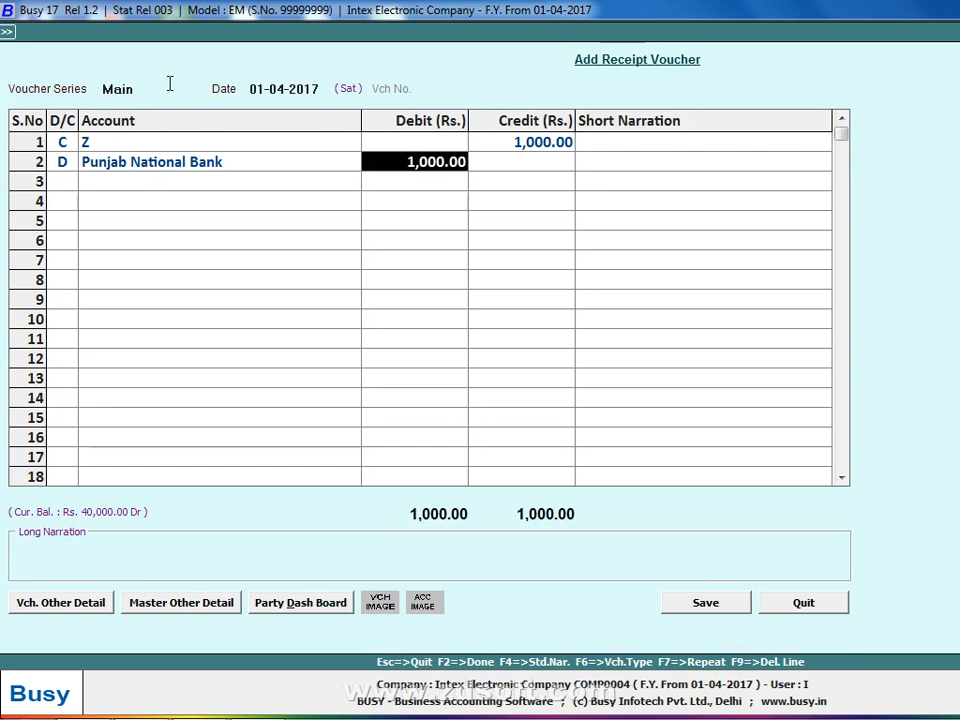 Busy 17 Rel 1.2 | Stat Rel 003 | Model : EM (S.No. 99999999) | Intex Electronic Company - F.Y. From 01-04-2017
>>
Add Receipt Voucher
Voucher Series Main Date 01-04-2017 (Sat) Vch No.
S.No D/C Account Debit (Rs.) Credit (Rs.) Short Narration
1 C Z 1,000.00
2 D Punjab National Bank 1,000.00
3
4
5
6
7
8
9
10
11
12
13
14
15
16
17
18
( Cur. Bal. : Rs. 40,000.00 Dr ) 1,000.00 1,000.00
Long Narration
Vch. Other Detail Master Other Detail Party Dash Board VCH IMAGE ACC IMAGE Save Quit
Esc=>Quit F2=>Done F4=>Std.Nar. F6=>Vch.Type F7=>Repeat F9=>Del. Line
Busy
Company : Intex Electronic Company COMP0004 ( F.Y. From 01-04-2017 ) - User : I
www.zdsoft.com
BUSY - Business Accounting Software ; (c) Busy Infotech Pvt. Ltd., Delhi ; www.busy.in